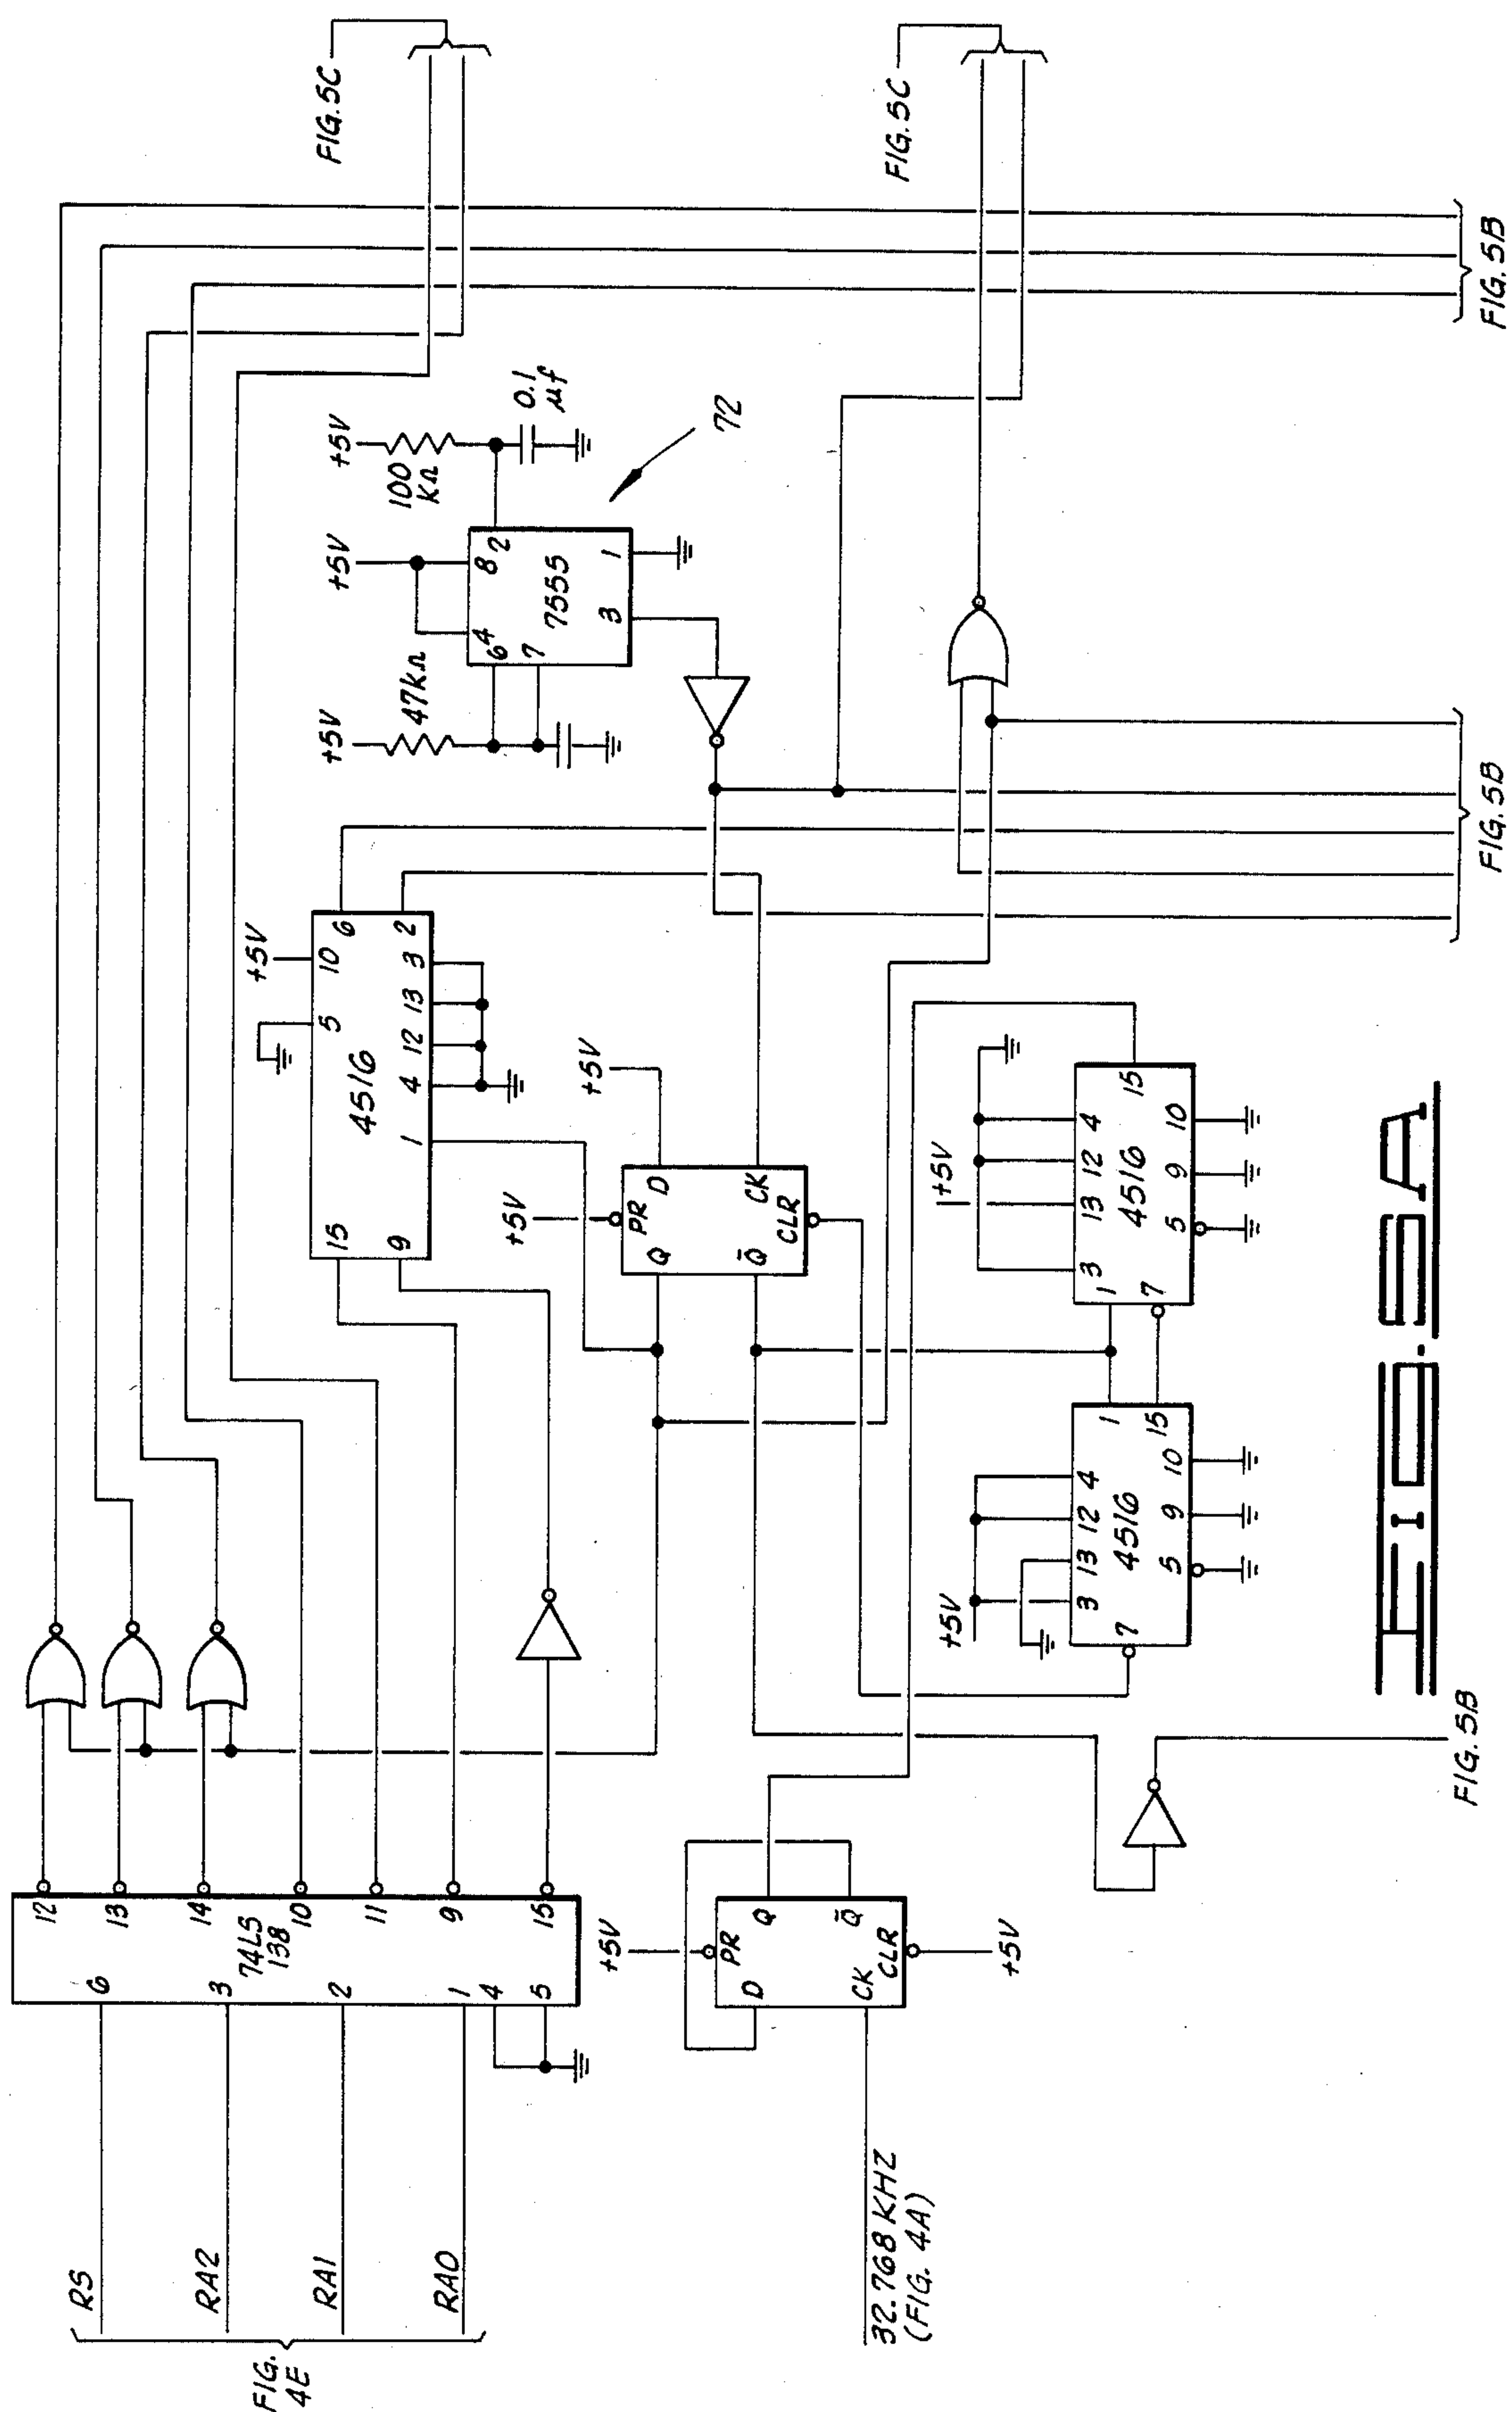 FIG. 4E
RS
RA2
RA1
RA0
6
3
2
1
4
5
74LS
138
12
13
14
10
11
9
15
32.768 KHZ
(FIG. 4A)
+5V
PR
D
Q
CK
Q̄
CLR
+5V
15
9
5
10
+5V
4516
1
4
12
13
3
2
6
+5V
PR
D
+5V
Q
Q̄
CK
CLR
+5V
47KΩ
+5V
+5V
100
KΩ
0.1
µf
6
4
8
2
7
7555
3
1
72
+5V
3
13
12
4
4516
1
7
15
5
9
10
+5V
3
13
12
4
4516
1
7
15
5
9
10
FIG. 5C
FIG. 5C
FIG. 5B
FIG. 5B
FIG. 5B
FIG. 5A